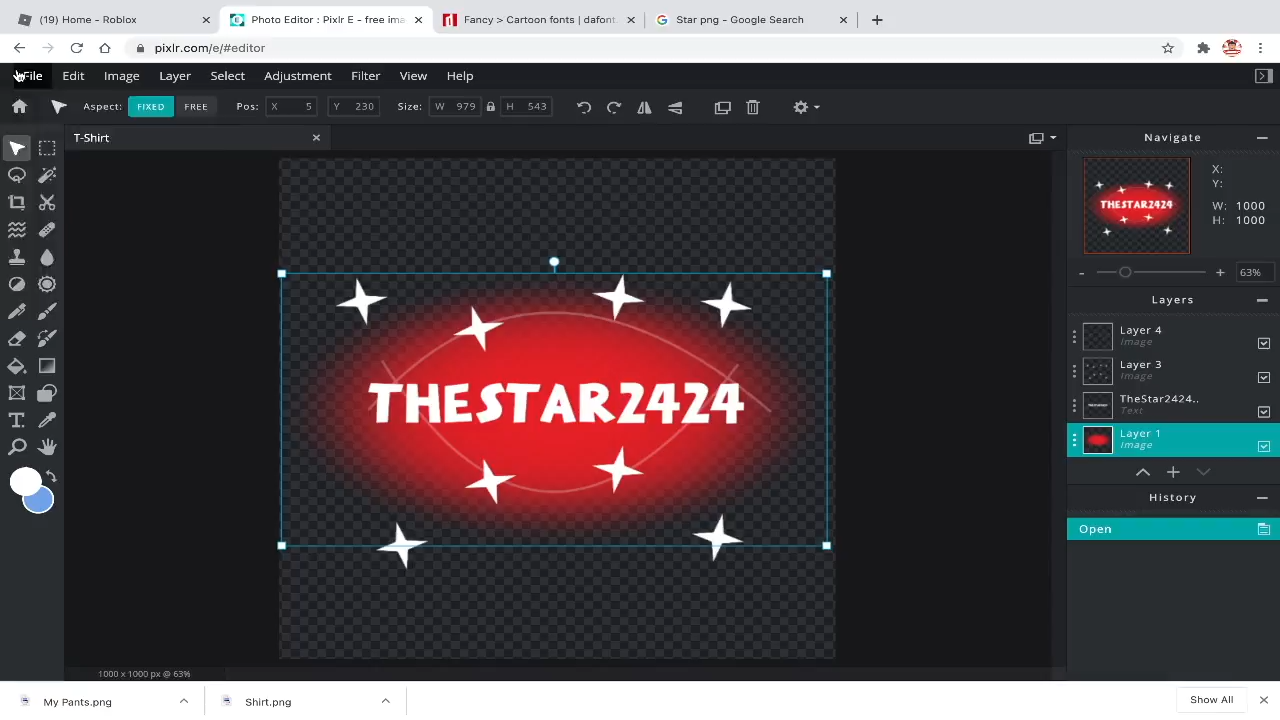 (19) Home - Roblox
Photo Editor : Pixlr E - free ima
Fancy > Cartoon fonts | dafont.
Star png - Google Search
pixlr.com/e/#editor
File Edit Image Layer Select Adjustment Filter View Help
Aspect: FIXED FREE Pos: X 5 Y 230 Size: W 979 H 543
T-Shirt
Navigate
X:
Y:
W: 1000
H: 1000
63%
Layers
Layer 4
Image
Layer 3
Image
TheStar2424..
Text
Layer 1
Image
History
Open
THESTAR2424
1000 x 1000 px @ 63%
My Pants.png
Shirt.png
Show All